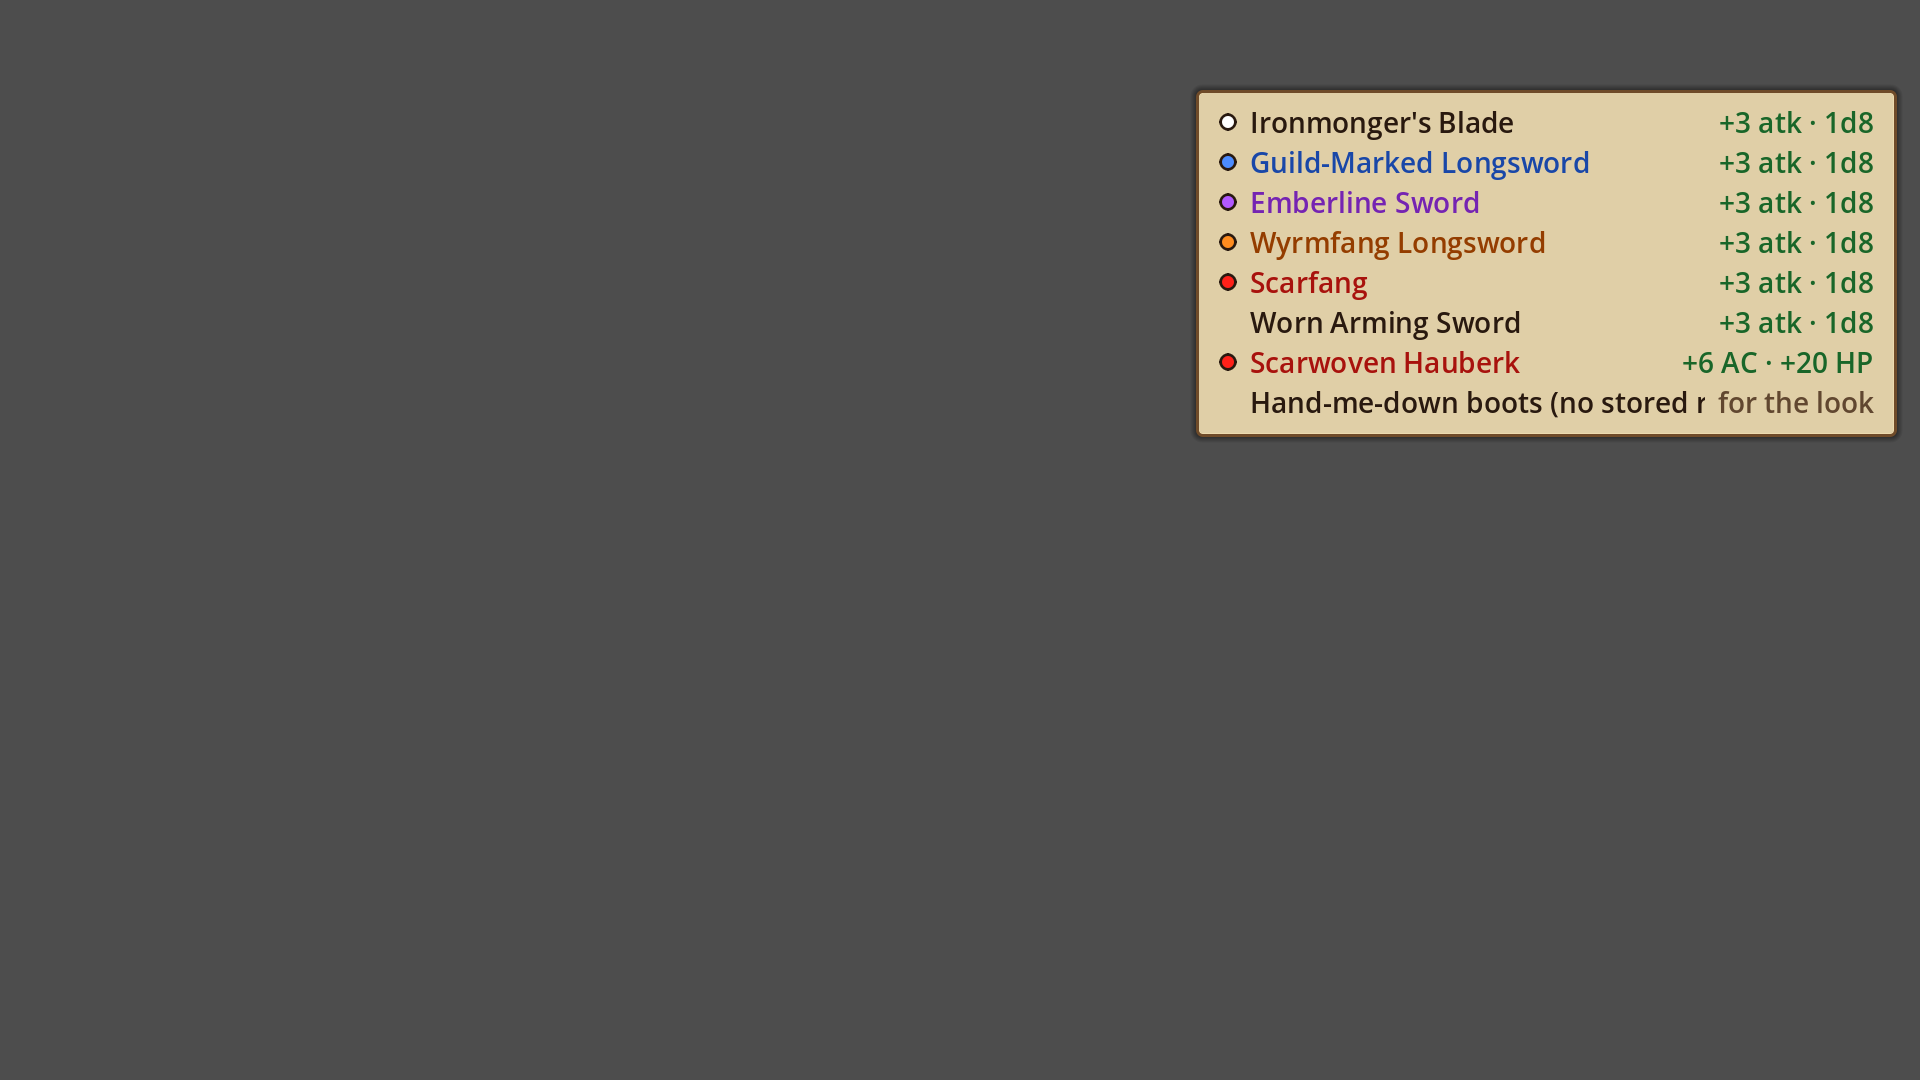 Ironmonger's Blade +3 atk · 1d8
Guild-Marked Longsword +3 atk · 1d8
Emberline Sword +3 atk · 1d8
Wyrmfang Longsword +3 atk · 1d8
Scarfang +3 atk · 1d8
Worn Arming Sword +3 atk · 1d8
Scarwoven Hauberk +6 AC · +20 HP
Hand-me-down boots (no stored for the look